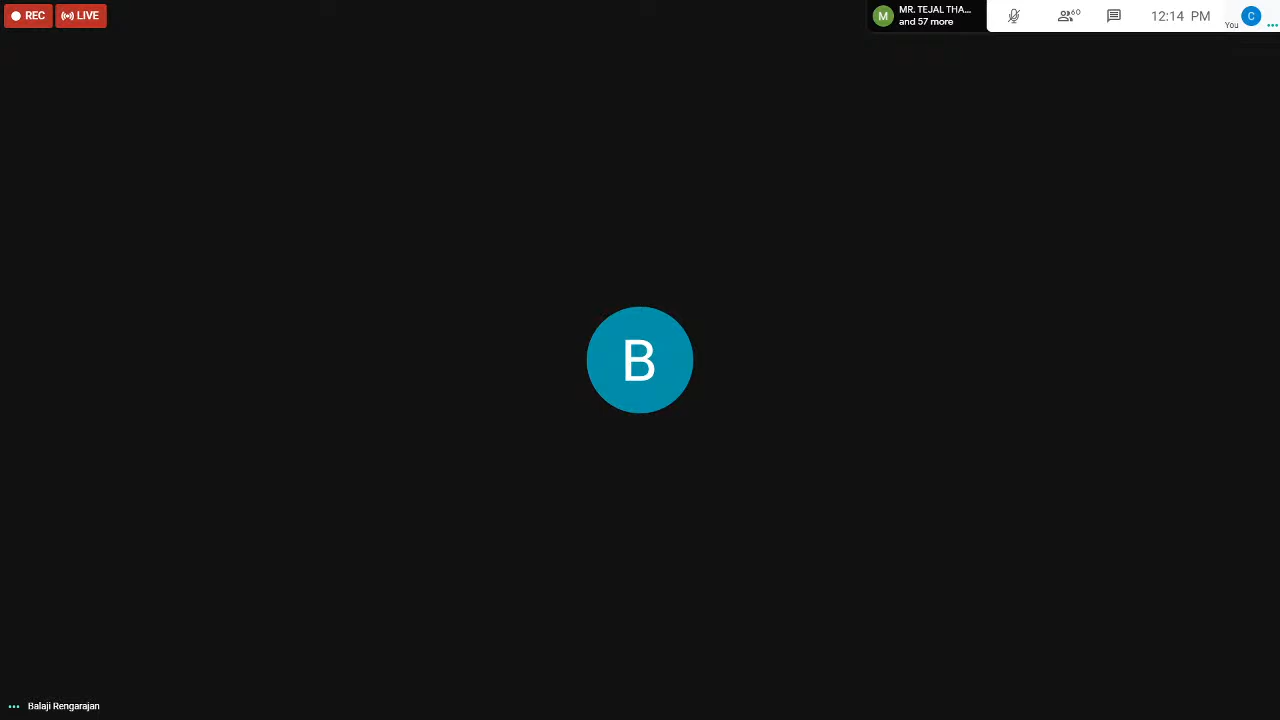 REC
LIVE
M
MR. TEJAL THA...
and 57 more
60
12:14 PM
You
C
B
Balaji Rengarajan